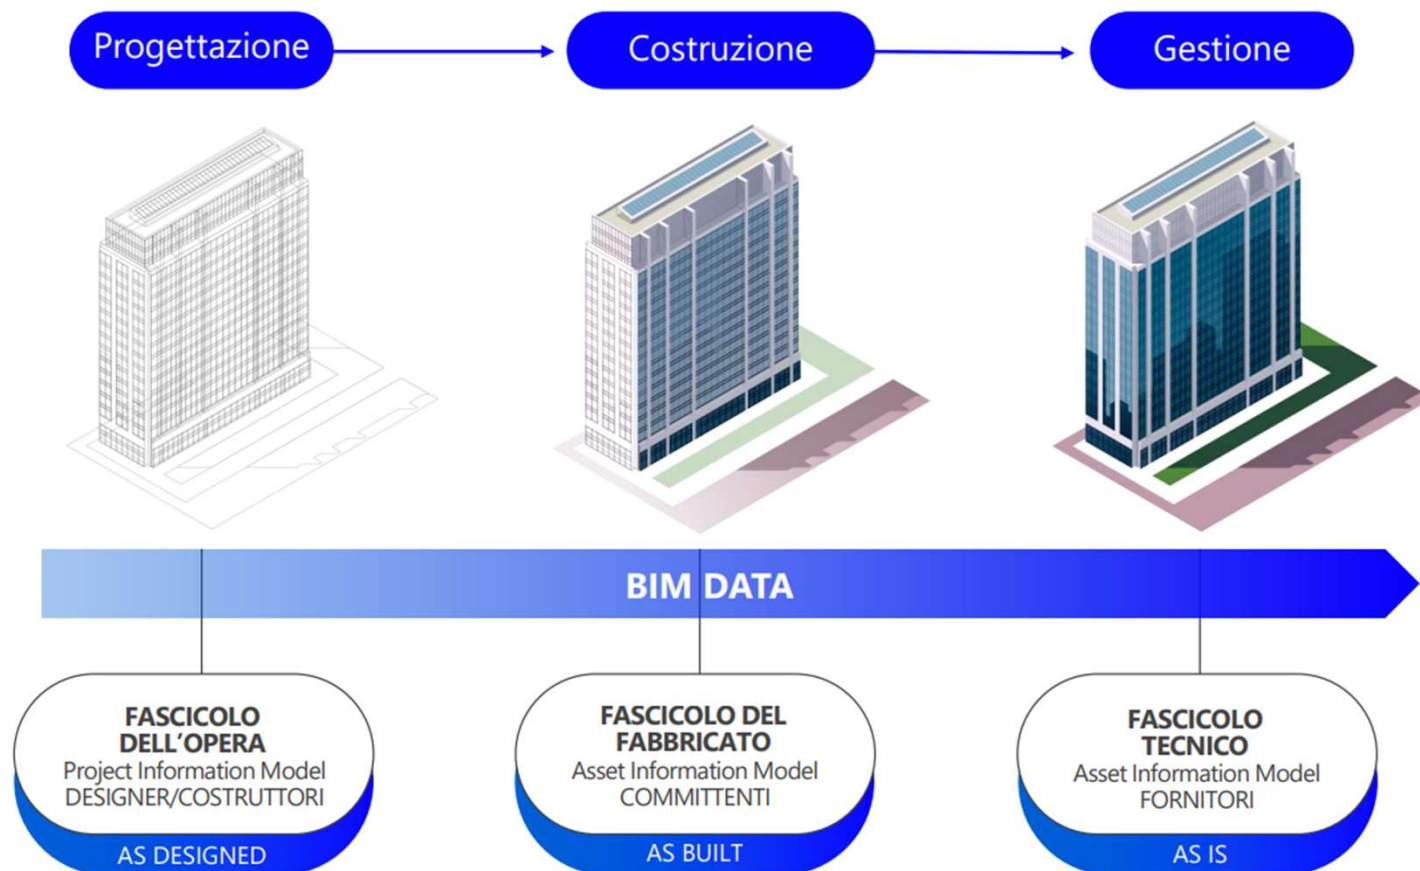 Progettazione
Costruzione
Gestione
BIM DATA
FASCICOLO
DELL'OPERA
Project Information Model
DESIGNER/COSTRUTTORI
AS DESIGNED
FASCICOLO DEL
FABBRICATO
Asset Information Model
COMMITTENTI
AS BUILT
FASCICOLO
TECNICO
Asset Information Model
FORNITORI
AS IS